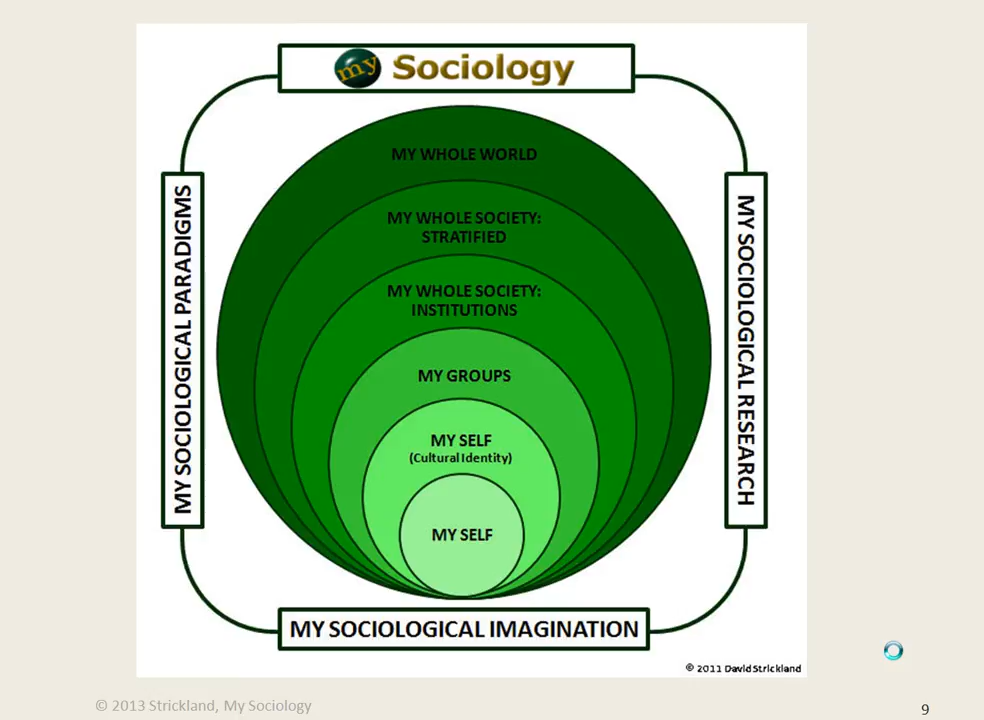 my Sociology
MY WHOLE WORLD
MY WHOLE SOCIETY:
STRATIFIED
MY WHOLE SOCIETY:
INSTITUTIONS
MY GROUPS
MY SELF
(Cultural Identity)
MY SELF
MY SOCIOLOGICAL PARADIGMS
MY SOCIOLOGICAL RESEARCH
MY SOCIOLOGICAL IMAGINATION
© 2011 David Strickland
© 2013 Strickland, My Sociology
9